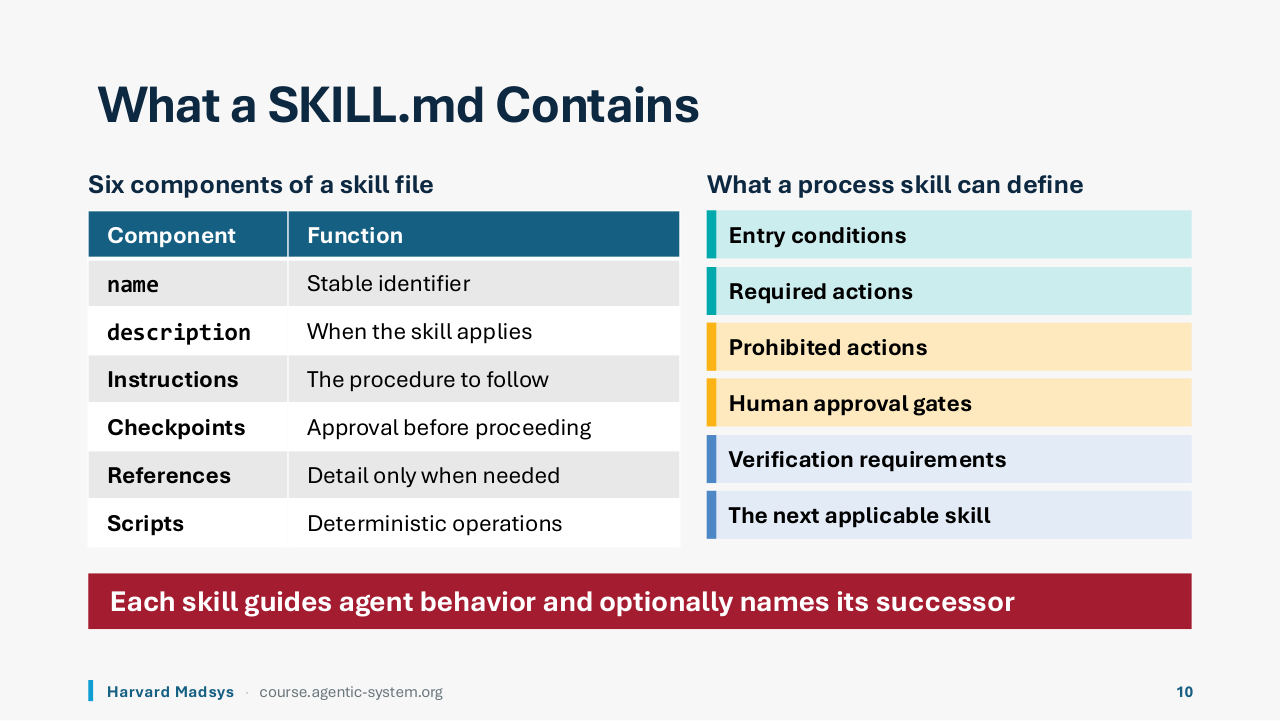 What a SKILL.md Contains
Six components of a skill file
Component Function
name Stable identifier
description When the skill applies
Instructions The procedure to follow
Checkpoints Approval before proceeding
References Detail only when needed
Scripts Deterministic operations
What a process skill can define
Entry conditions
Required actions
Prohibited actions
Human approval gates
Verification requirements
The next applicable skill
Each skill guides agent behavior and optionally names its successor
Harvard Madsys · course.agentic-system.org
10